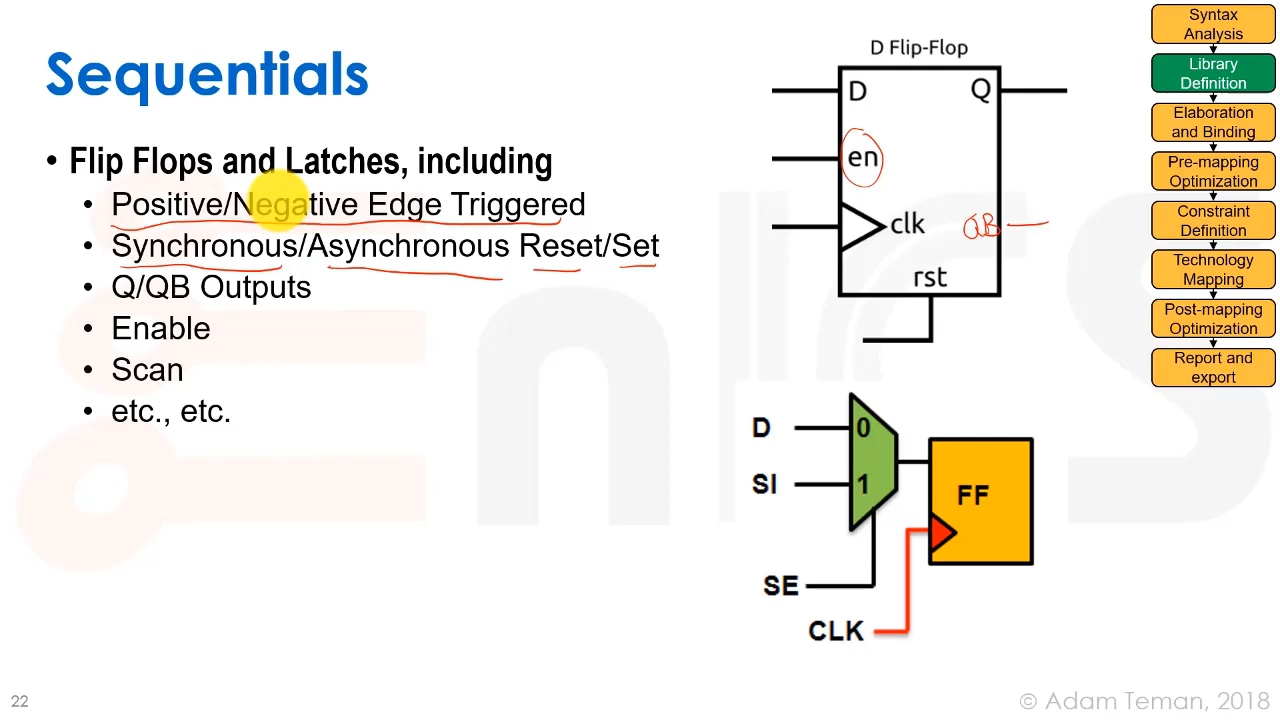 Sequentials
• Flip Flops and Latches, including
• Positive/Negative Edge Triggered
• Synchronous/Asynchronous Reset/Set
• Q/QB Outputs
• Enable
• Scan
• etc., etc.
D Flip-Flop
D Q
en
clk QB
rst
D 0
SI 1
FF
SE
CLK
Syntax
Analysis
Library
Definition
Elaboration
and Binding
Pre-mapping
Optimization
Constraint
Definition
Technology
Mapping
Post-mapping
Optimization
Report and
export
enICS
22
© Adam Teman, 2018